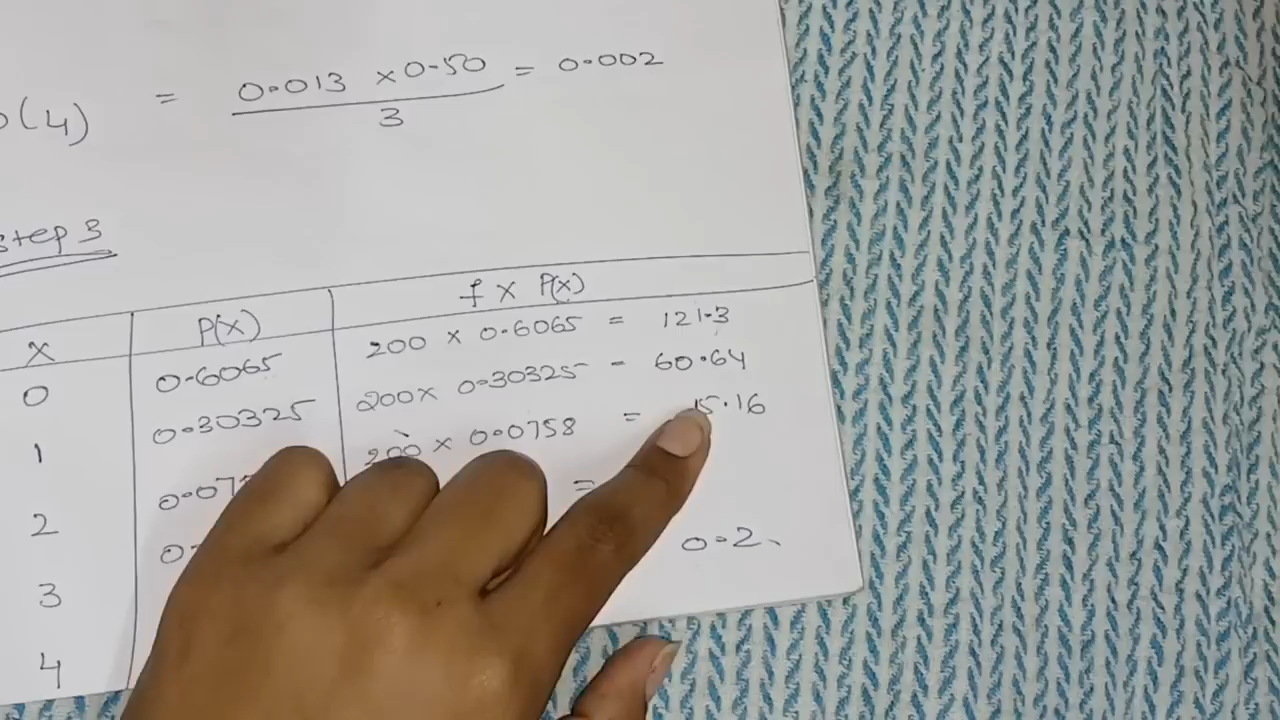 (4) = 0.013 x 0.50 = 0.002
3
step 3
X P(X) f X P(X)
0 0.6065 200 x 0.6065 = 121.3
1 0.30325 200 x 0.30325 = 60.64
2 200 x 0.0758 = 15.16
3 =
4 0.2